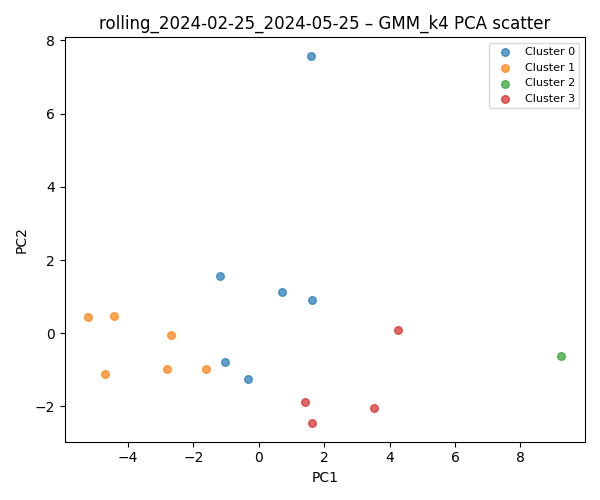 rolling_2024-02-25_2024-05-25 – GMM_k4 PCA scatter
Cluster 0
Cluster 1
Cluster 2
Cluster 3
8
6
4
2
0
−2
PC2
−4 −2 0 2 4 6 8
PC1